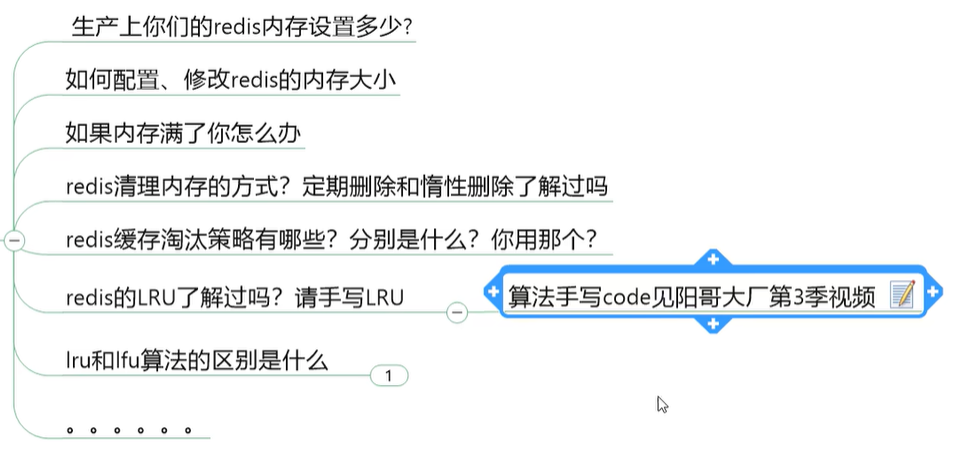 生产上你们的redis内存设置多少?
如何配置、修改redis的内存大小
如果内存满了你怎么办
redis清理内存的方式？定期删除和惰性删除了解过吗
redis缓存淘汰策略有哪些？分别是什么？你用那个？
redis的LRU了解过吗？请手写LRU
算法手写code见阳哥大厂第3季视频
lru和lfu算法的区别是什么
1
。。。。。。